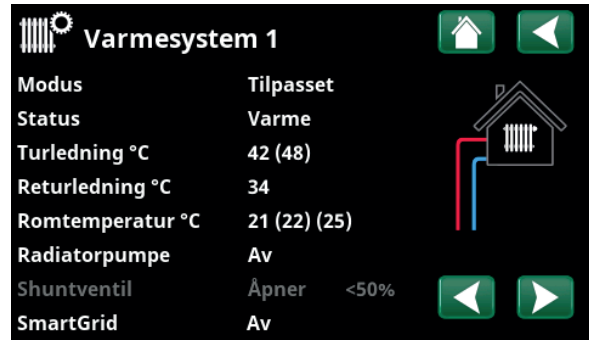 Varmesystem 1
Modus Tilpasset
Status Varme
Turledning °C 42 (48)
Returledning °C 34
Romtemperatur °C 21 (22) (25)
Radiatorpumpe Av
Shuntventil Åpner <50%
SmartGrid Av